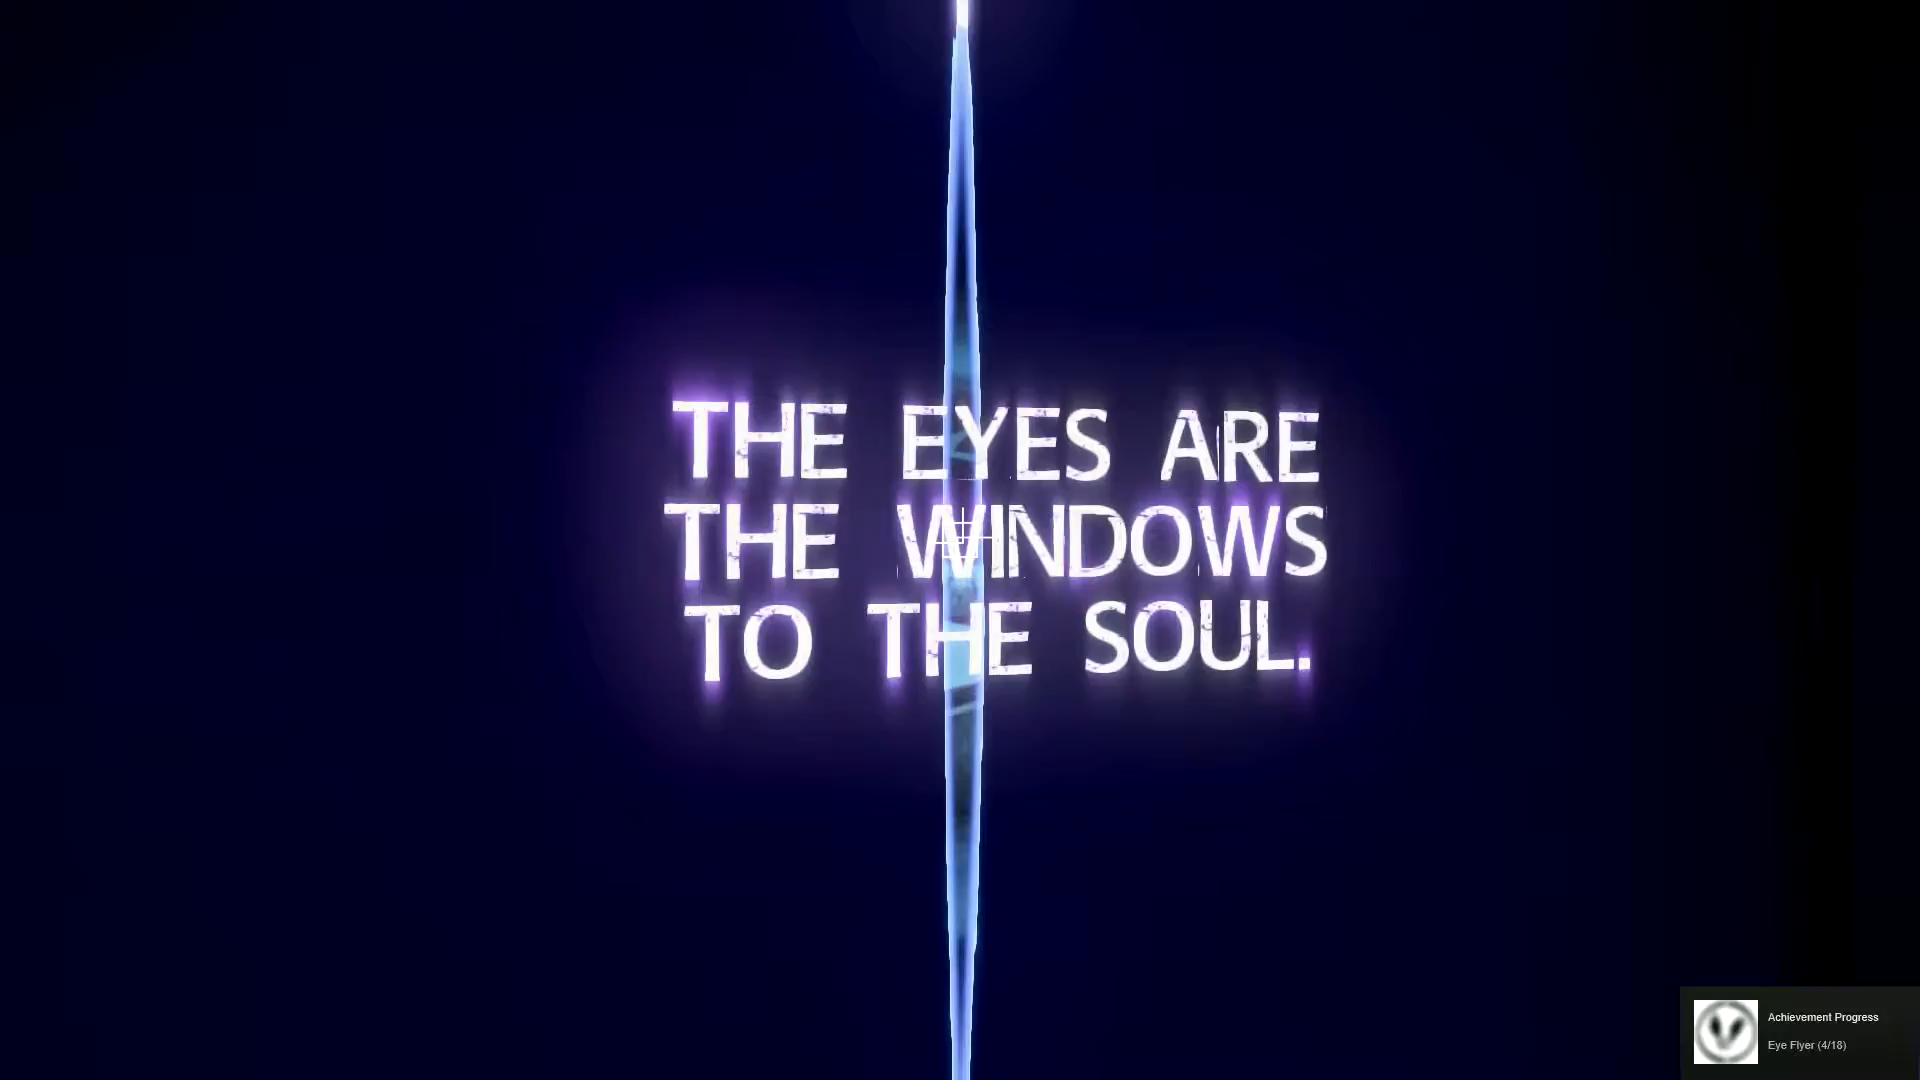 THE EYES ARE
THE WINDOWS
TO THE SOUL.
Achievement Progress
Eye Flyer (4/18)